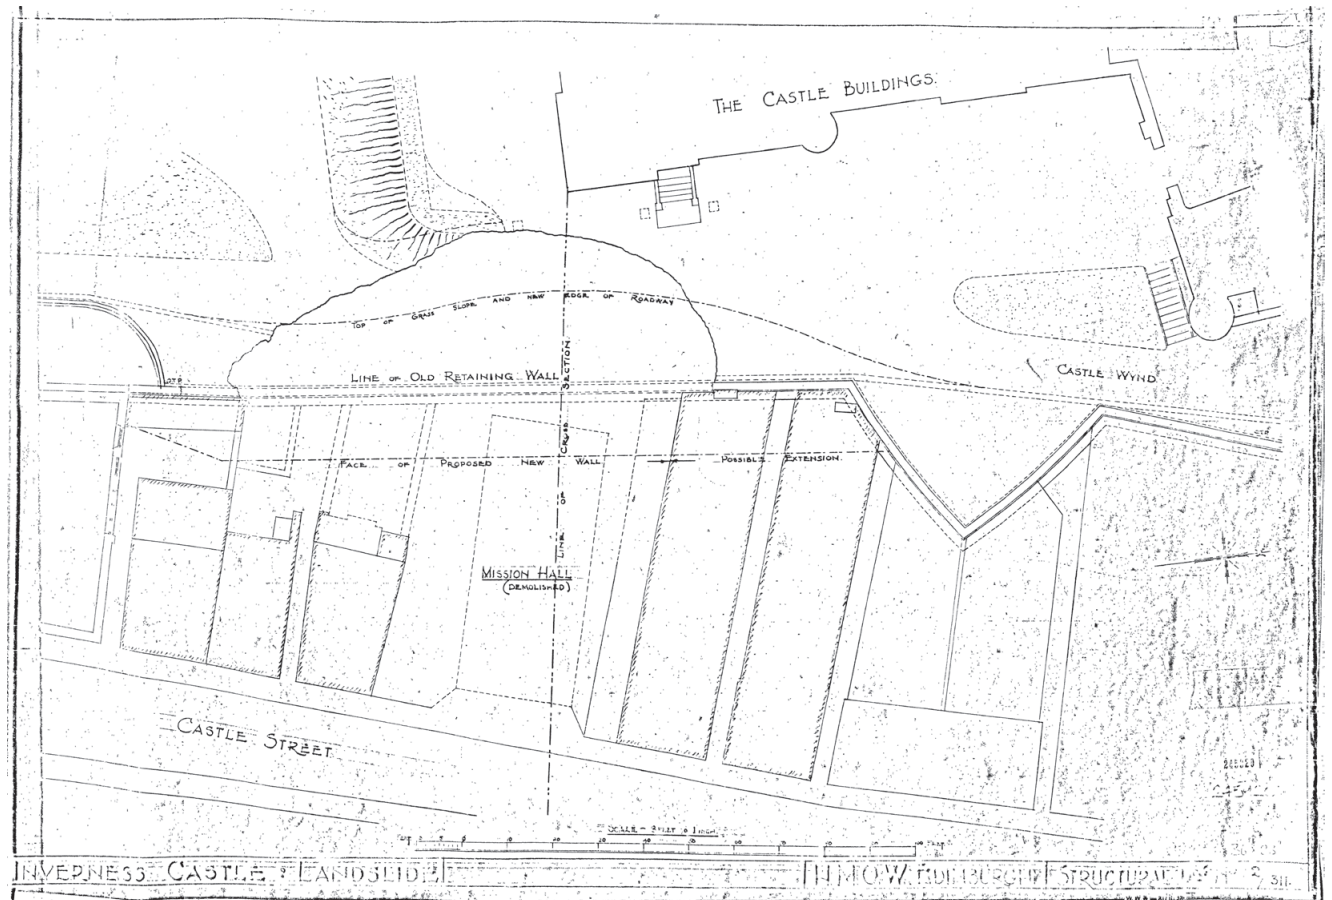 THE CASTLE BUILDINGS.
TOP OF GRASS SLOPE AND NEW EDGE OF ROADWAY
LINE OF OLD RETAINING WALL
CASTLE WYND
FACE OF PROPOSED NEW WALL
POSSIBLE EXTENSION.
LINE OF CROSS SECTION.
MISSION HALL
(DEMOLISHED)
CASTLE STREET
INVERNESS CASTLE
LANDSLIDE
H.M.O.W. EDINBURGH
STRUCTURAL
311.